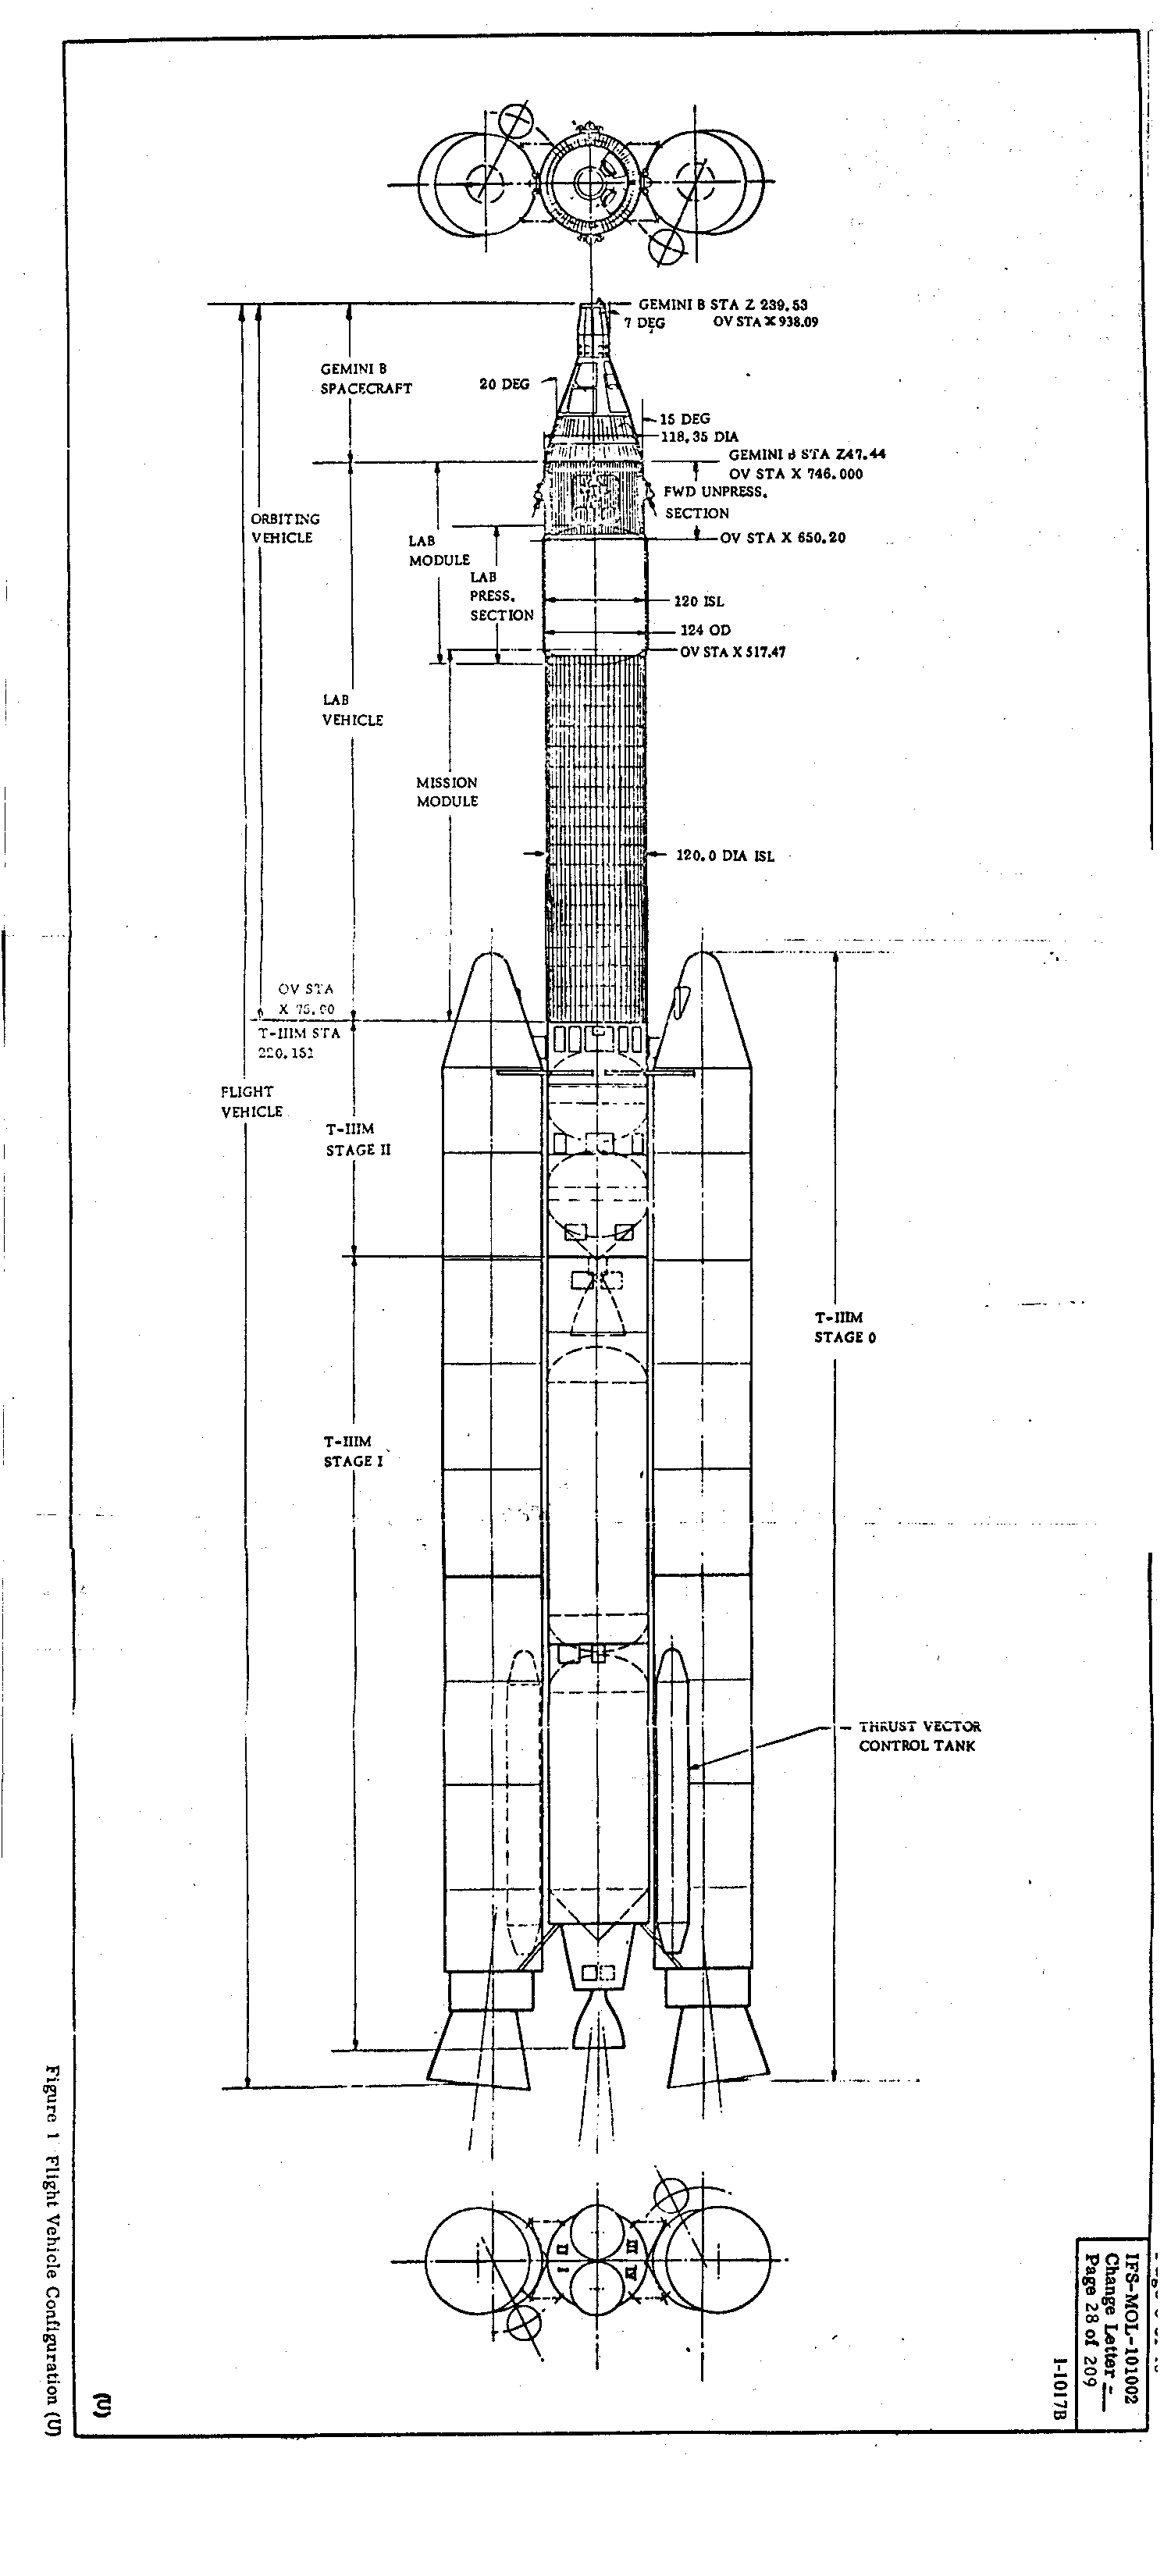 GEMINI B STA Z 239.53
7 DEG
OV STA X 938.09
GEMINI B
SPACECRAFT
20 DEG
15 DEG
118.35 DIA
GEMINI B STA Z47.44
OV STA X 746.000
FWD UNPRESS.
SECTION
ORBITING
VEHICLE
LAB
MODULE
OV STA X 650.20
LAB
PRESS.
SECTION
120 ISL
124 OD
OV STA X 517.47
LAB
VEHICLE
MISSION
MODULE
120.0 DIA ISL
OV STA
X 75.00
T-IIIM STA
220.152
FLIGHT
VEHICLE
T-IIIM
STAGE II
T-IIIM
STAGE 0
T-IIIM
STAGE I
THRUST VECTOR
CONTROL TANK
II
I
III
IV
IFS-MOL-101002
Change Letter -
Page 28 of 209
1-1017B
(U)
Figure 1 Flight Vehicle Configuration (U)